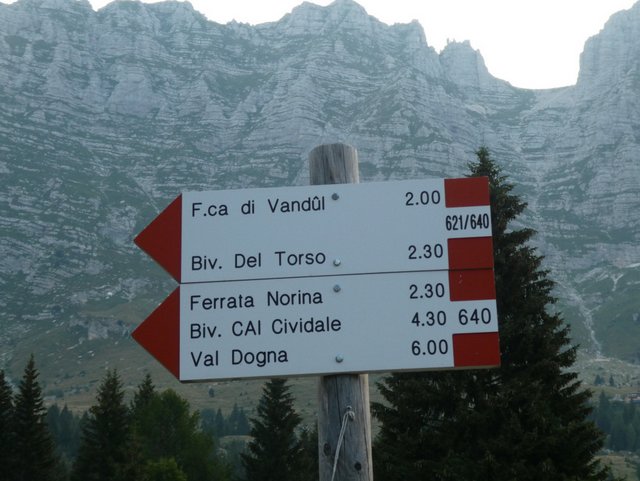 F.ca di Vandûl 2.00
621/640
Biv. Del Torso 2.30
Ferrata Norina 2.30
Biv. CAI Cividale 4.30 640
Val Dogna 6.00